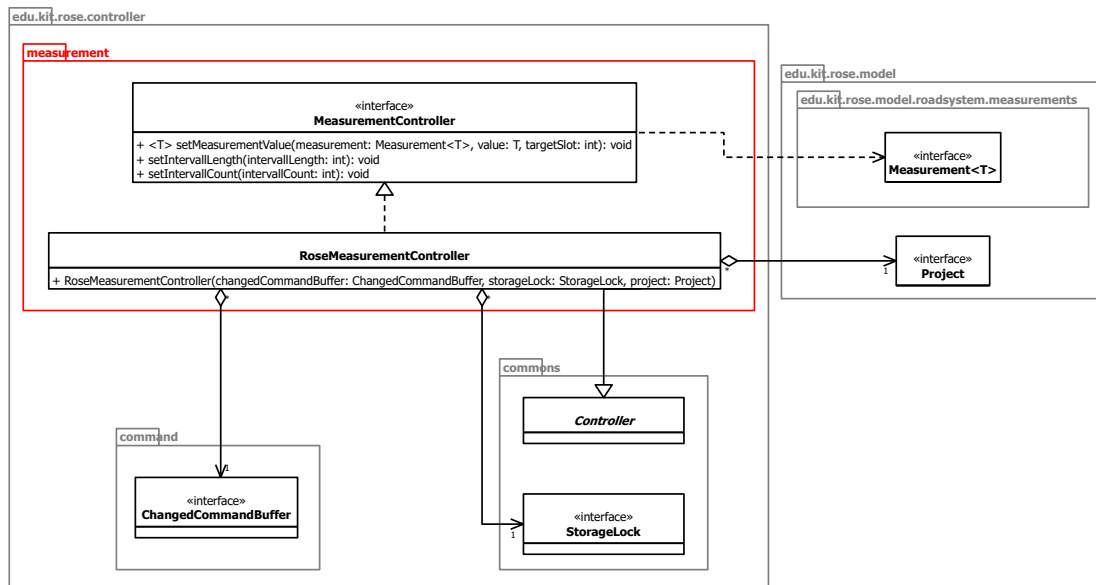 edu.kit.rose.controller
measurement
«interface»
MeasurementController
+ <T> setMeasurementValue(measurement: Measurement<T>, value: T, targetSlot: int): void
+ setIntervallLength(intervallLength: int): void
+ setIntervallCount(intervallCount: int): void
RoseMeasurementController
+ RoseMeasurementController(changedCommandBuffer: ChangedCommandBuffer, storageLock: StorageLock, project: Project)
*
*
*
1
1
1
edu.kit.rose.model
edu.kit.rose.model.roadsystem.measurements
«interface»
Measurement<T>
«interface»
Project
commons
Controller
«interface»
StorageLock
command
«interface»
ChangedCommandBuffer